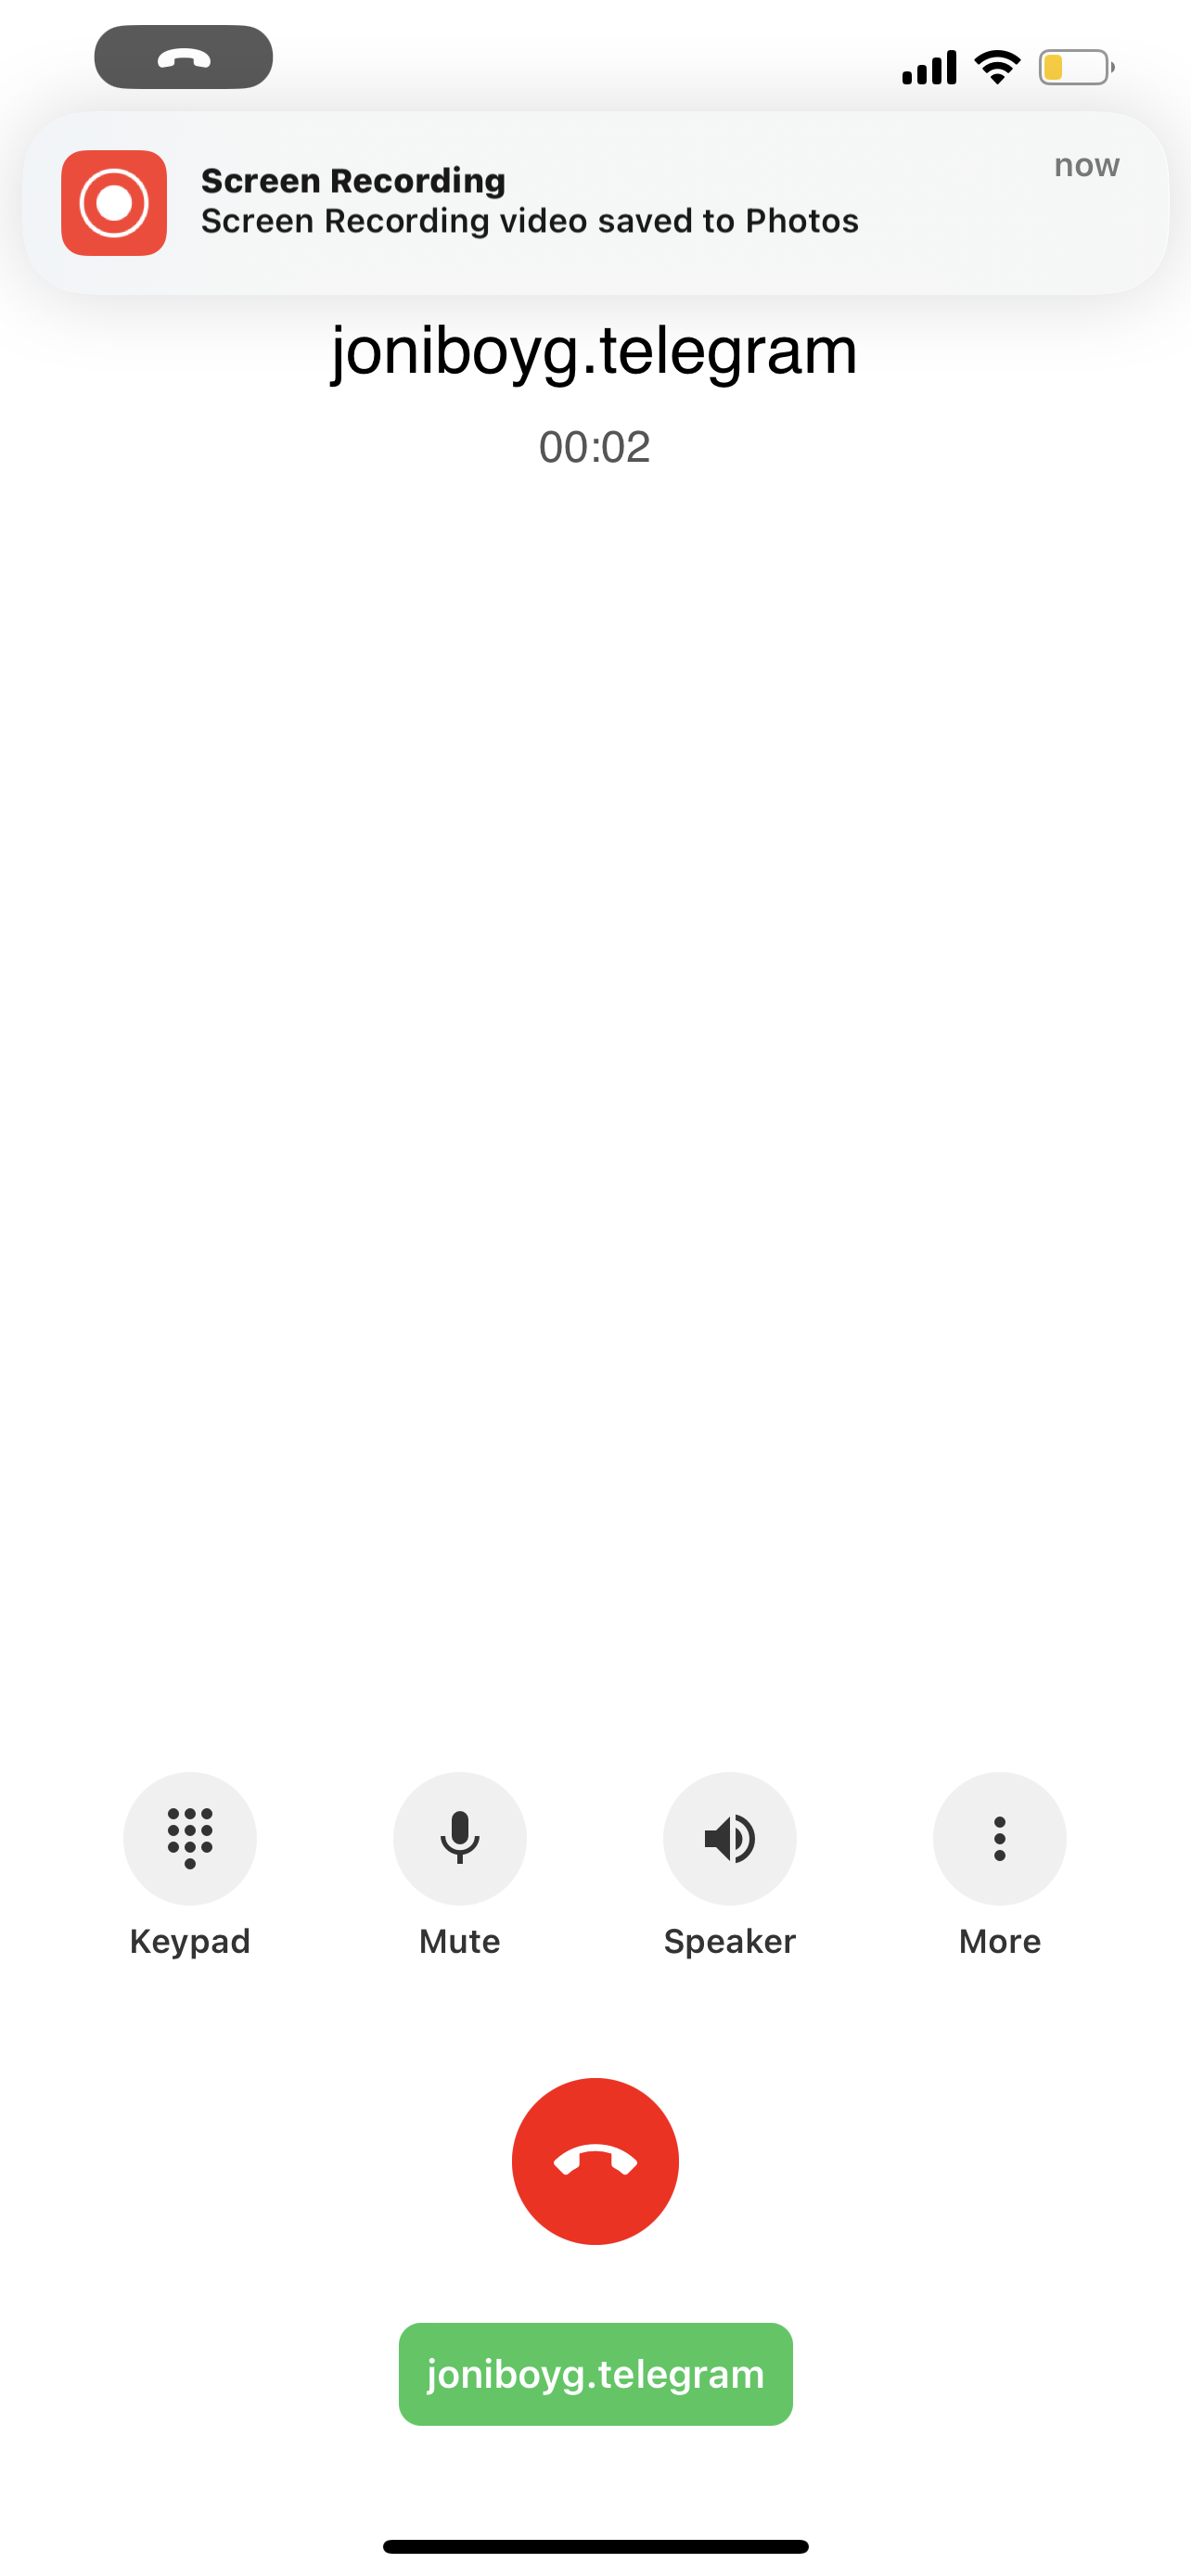 Screen Recording
now
Screen Recording video saved to Photos
joniboyg.telegram
00:02
Keypad
Mute
Speaker
More
joniboyg.telegram